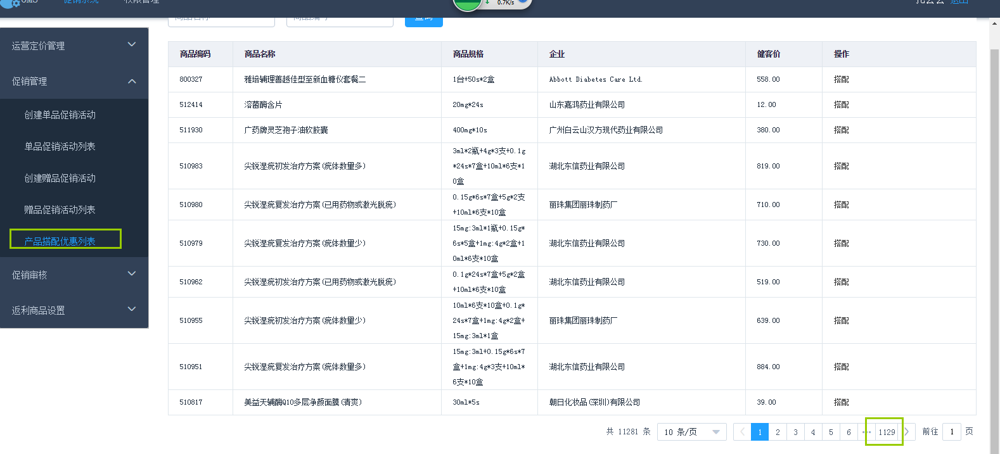 OMS 促销系统 权限管理 0.7K/s 退出
商品名称 商品编号 查询
运营定价管理
促销管理
创建单品促销活动
单品促销活动列表
创建赠品促销活动
赠品促销活动列表
产品搭配优惠列表
促销审核
返利商品设置
商品编码 商品名称 商品规格 企业 健客价 操作
800327 雅培辅理善越佳型至新血糖仪套餐二 1台+50s*2盒 Abbott Diabetes Care Ltd. 558.00 搭配
512414 溶菌酶含片 20mg*24s 山东嘉鸿药业有限公司 12.00 搭配
511930 广药牌灵芝孢子油软胶囊 400mg*10s 广州白云山汉方现代药业有限公司 380.00 搭配
3ml*2瓶+4g*3支+0.1g
510983 尖锐湿疣初发治疗方案(疣体数量多) *24s*7盒+10ml*6支*1 湖北东信药业有限公司 819.00 搭配
0盒
0.15g*6s*7盒+5g*2支
510980 尖锐湿疣复发治疗方案(已用药物或激光脱疣) 丽珠集团丽珠制药厂 710.00 搭配
+10ml*6支*10盒
15mg:3ml*1瓶+0.15g*
510979 尖锐湿疣复发治疗方案(疣体数量少) 6s*5盒+1mg:4g*2盒+1 湖北东信药业有限公司 730.00 搭配
0ml*6支*10盒
0.1g*24s*7盒+5g*2盒
510962 尖锐湿疣初发治疗方案(已用药物或激光脱疣) 湖北东信药业有限公司 519.00 搭配
+10ml*6支*10盒
10ml*6支*10盒+0.1g*
510955 尖锐湿疣初发治疗方案(疣体数量少) 24s*7盒+1mg:4g*2盒+ 丽珠集团丽珠制药厂 639.00 搭配
15mg:3ml*1盒
15mg:3ml+0.15g*6s*7
510951 尖锐湿疣复发治疗方案(疣体数量多) 盒+1mg:4g*3支+10ml* 湖北东信药业有限公司 884.00 搭配
6支*10盒
510817 美益天辅酶Q10多层净颜面膜(清爽) 30ml*5s 朝日化妆品(深圳)有限公司 39.00 搭配
共 11281 条 10 条/页 1 2 3 4 5 6 ··· 1129 前往 1 页